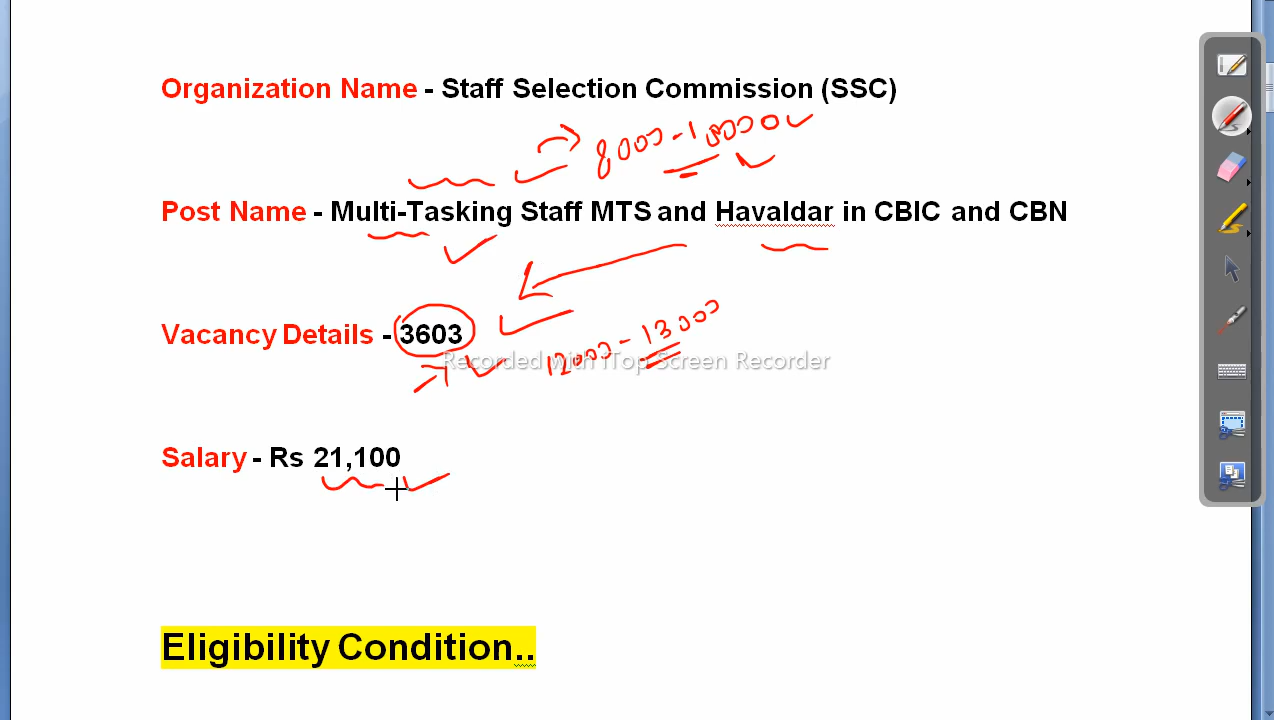 Organization Name - Staff Selection Commission (SSC)
8000 - 10000
Post Name - Multi-Tasking Staff MTS and Havaldar in CBIC and CBN
Vacancy Details - 3603
12000 - 13000
Recorded with iTop Screen Recorder
Salary - Rs 21,100
Eligibility Condition..